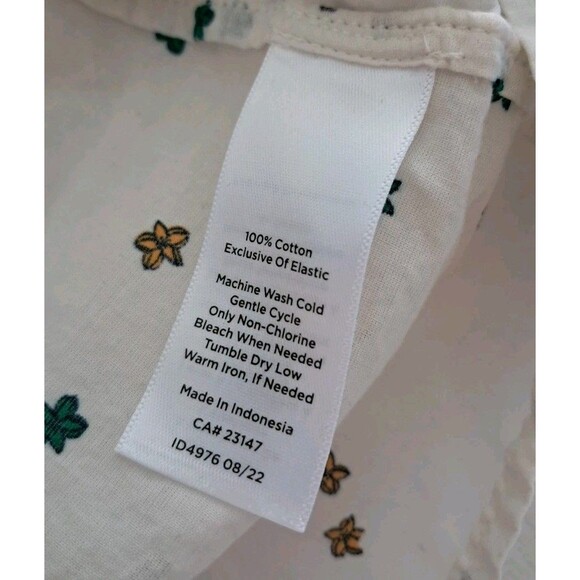 100% Cotton
Exclusive Of Elastic
Machine Wash Cold
Gentle Cycle
Only Non-Chlorine
Bleach When Needed
Tumble Dry Low
Warm Iron, If Needed
Made In Indonesia
CA# 23147
ID4976 08/22